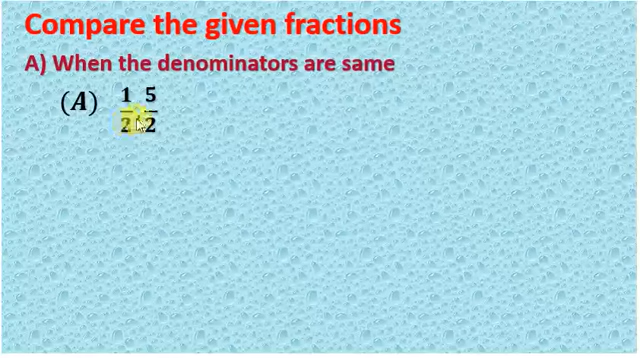 Compare the given fractions
A) When the denominators are same
(A) 1/2 5/2